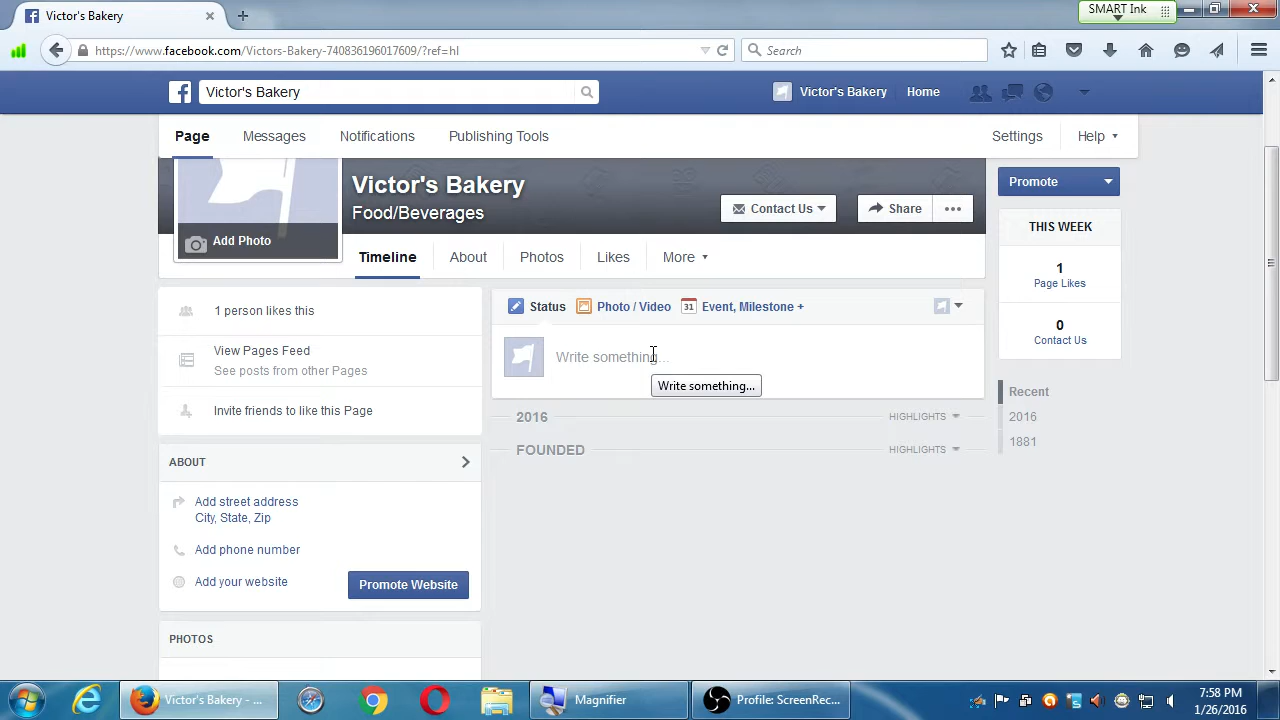 Victor's Bakery
SMART Ink
https://www.facebook.com/Victors-Bakery-740836196017609/?ref=hl
Search
Victor's Bakery
Victor's Bakery
Home
Page
Messages
Notifications
Publishing Tools
Settings
Help
Victor's Bakery
Food/Beverages
Add Photo
Contact Us
Share
Promote
Timeline
About
Photos
Likes
More
THIS WEEK
1
Page Likes
0
Contact Us
1 person likes this
View Pages Feed
See posts from other Pages
Invite friends to like this Page
Status
Photo / Video
31
Event, Milestone +
Write something...
Write something...
2016
HIGHLIGHTS
FOUNDED
HIGHLIGHTS
Recent
2016
1881
ABOUT
Add street address
City, State, Zip
Add phone number
Add your website
Promote Website
PHOTOS
Victor's Bakery - ...
Magnifier
Profile: ScreenRec...
7:58 PM
1/26/2016